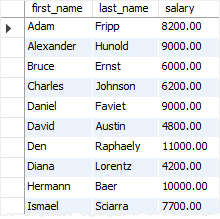 first_name last_name salary
Adam Fripp 8200.00
Alexander Hunold 9000.00
Bruce Ernst 6000.00
Charles Johnson 6200.00
Daniel Faviet 9000.00
David Austin 4800.00
Den Raphaely 11000.00
Diana Lorentz 4200.00
Hermann Baer 10000.00
Ismael Sciarra 7700.00